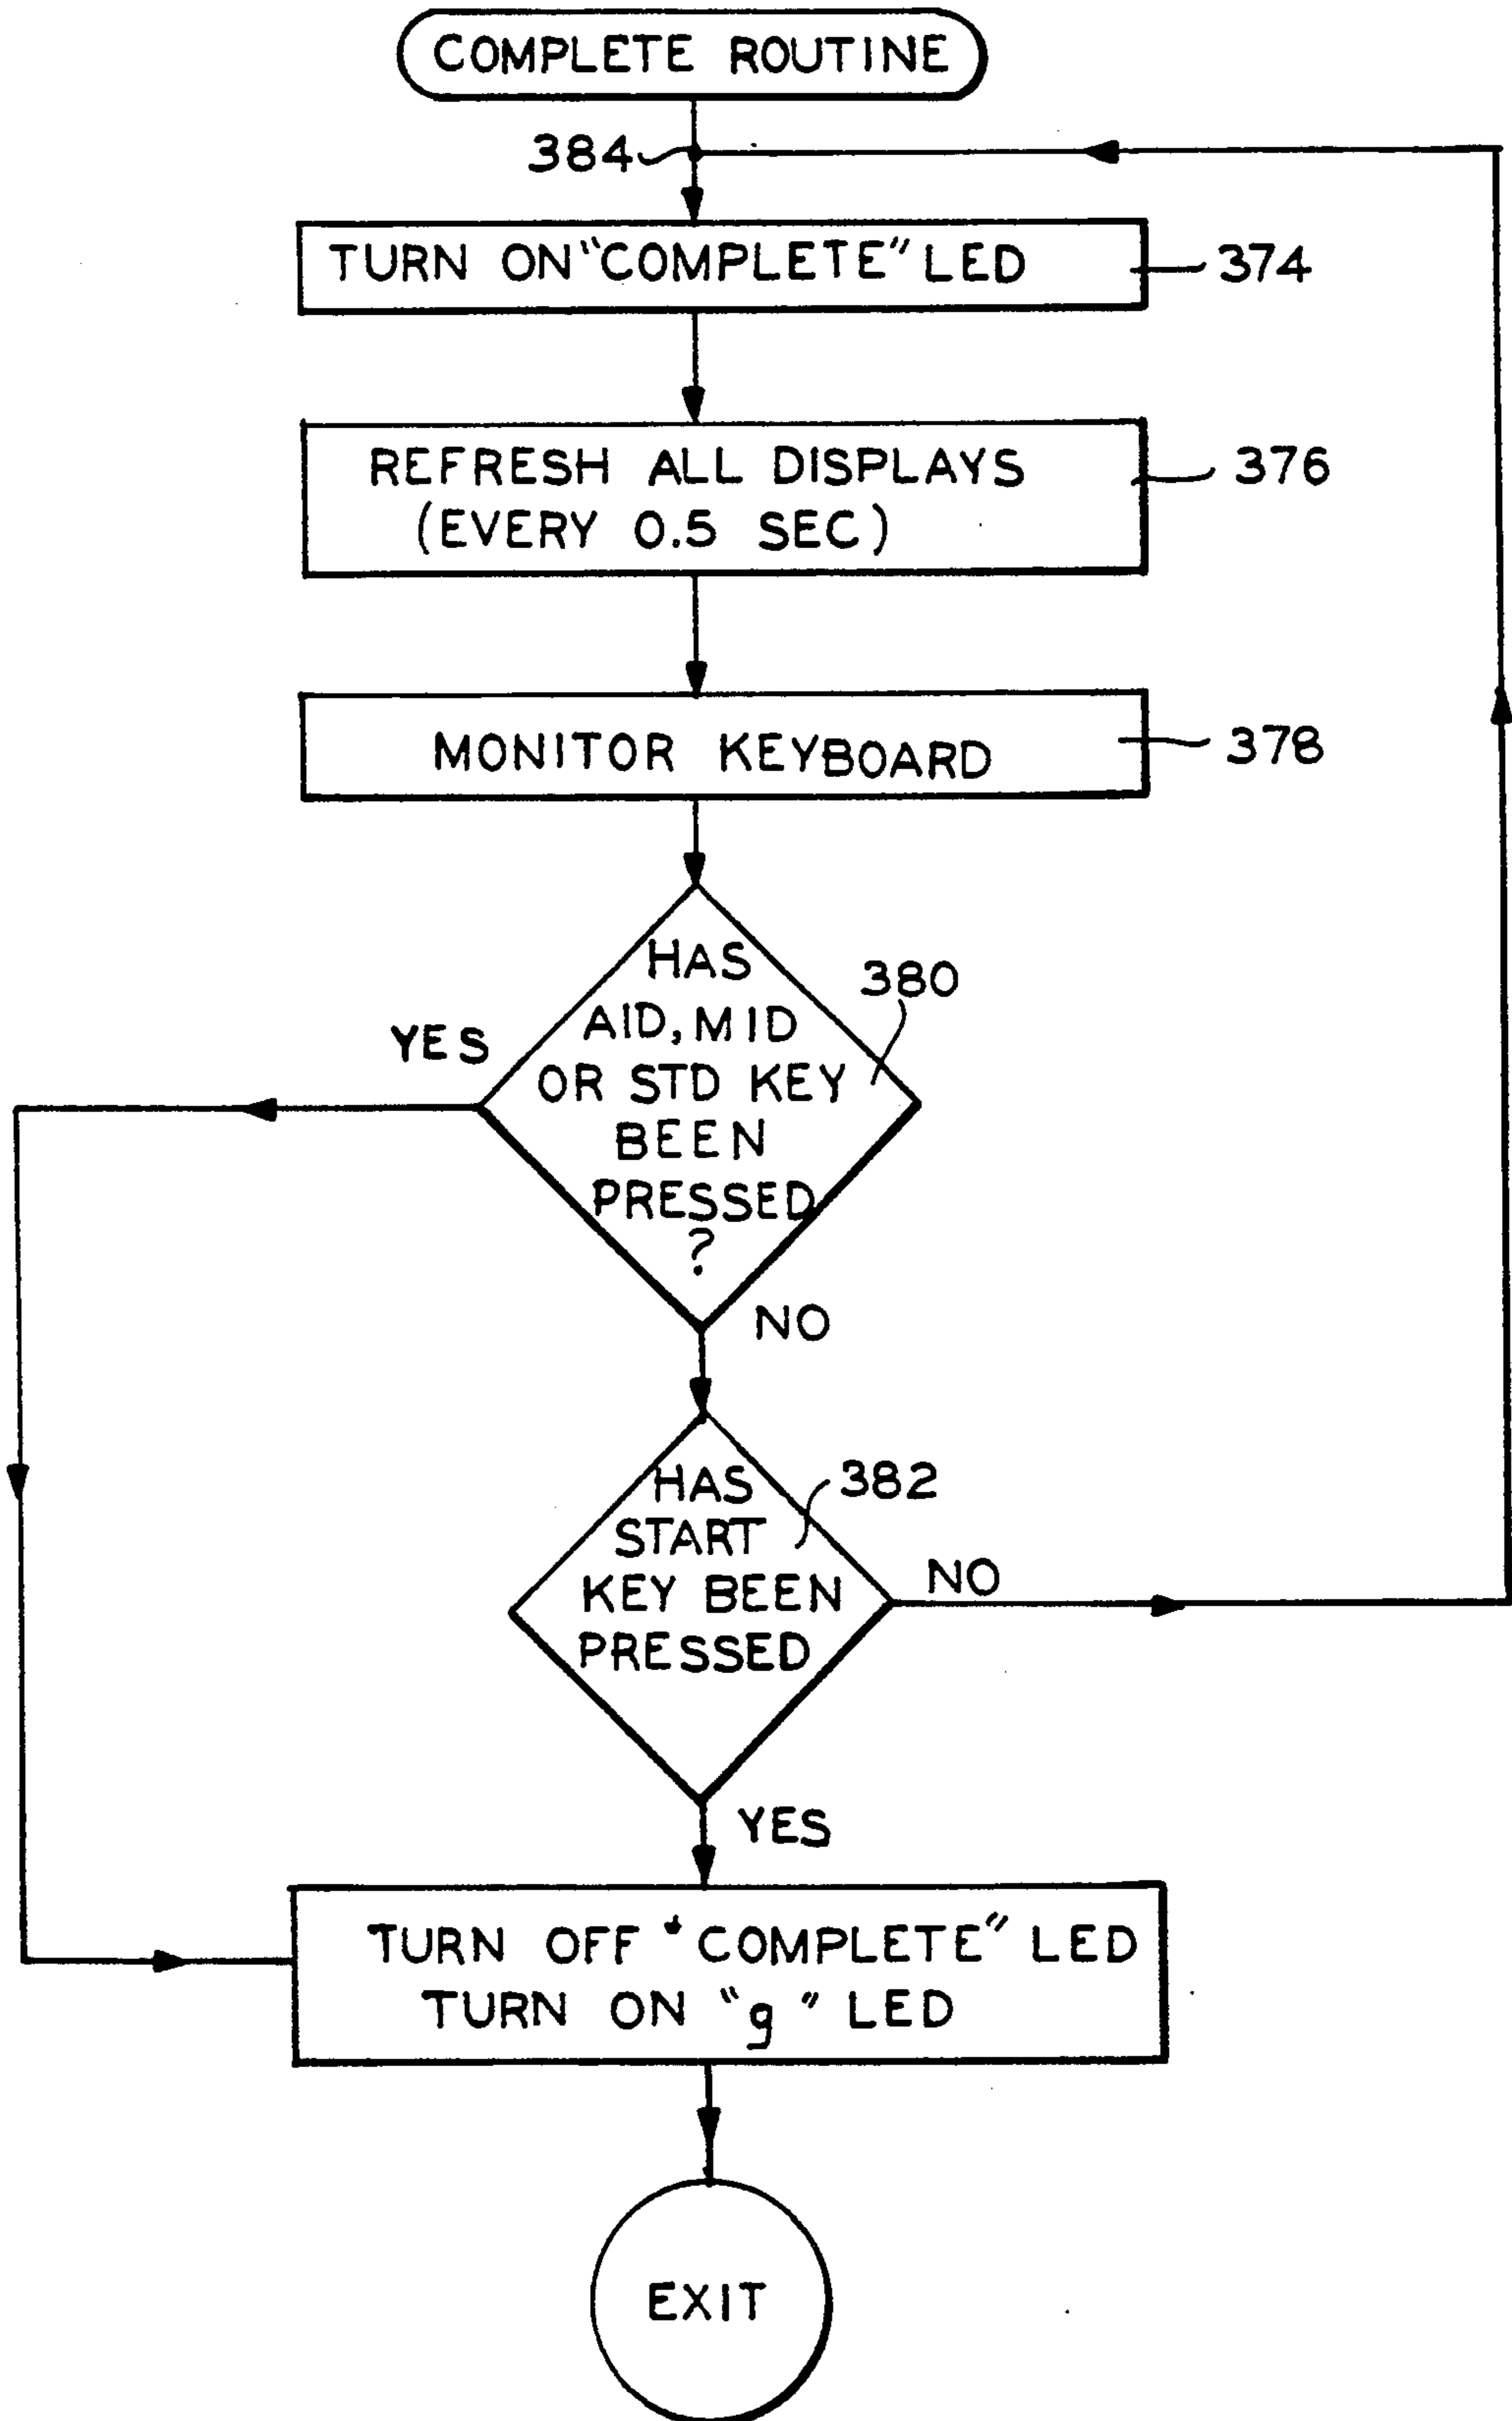 COMPLETE ROUTINE
384
TURN ON "COMPLETE" LED
374
REFRESH ALL DISPLAYS
(EVERY 0.5 SEC)
376
MONITOR KEYBOARD
378
HAS
AID, MID
OR STD KEY
BEEN
PRESSED
?
380
YES
NO
HAS
START
KEY BEEN
PRESSED
382
NO
YES
TURN OFF "COMPLETE" LED
TURN ON "g" LED
EXIT